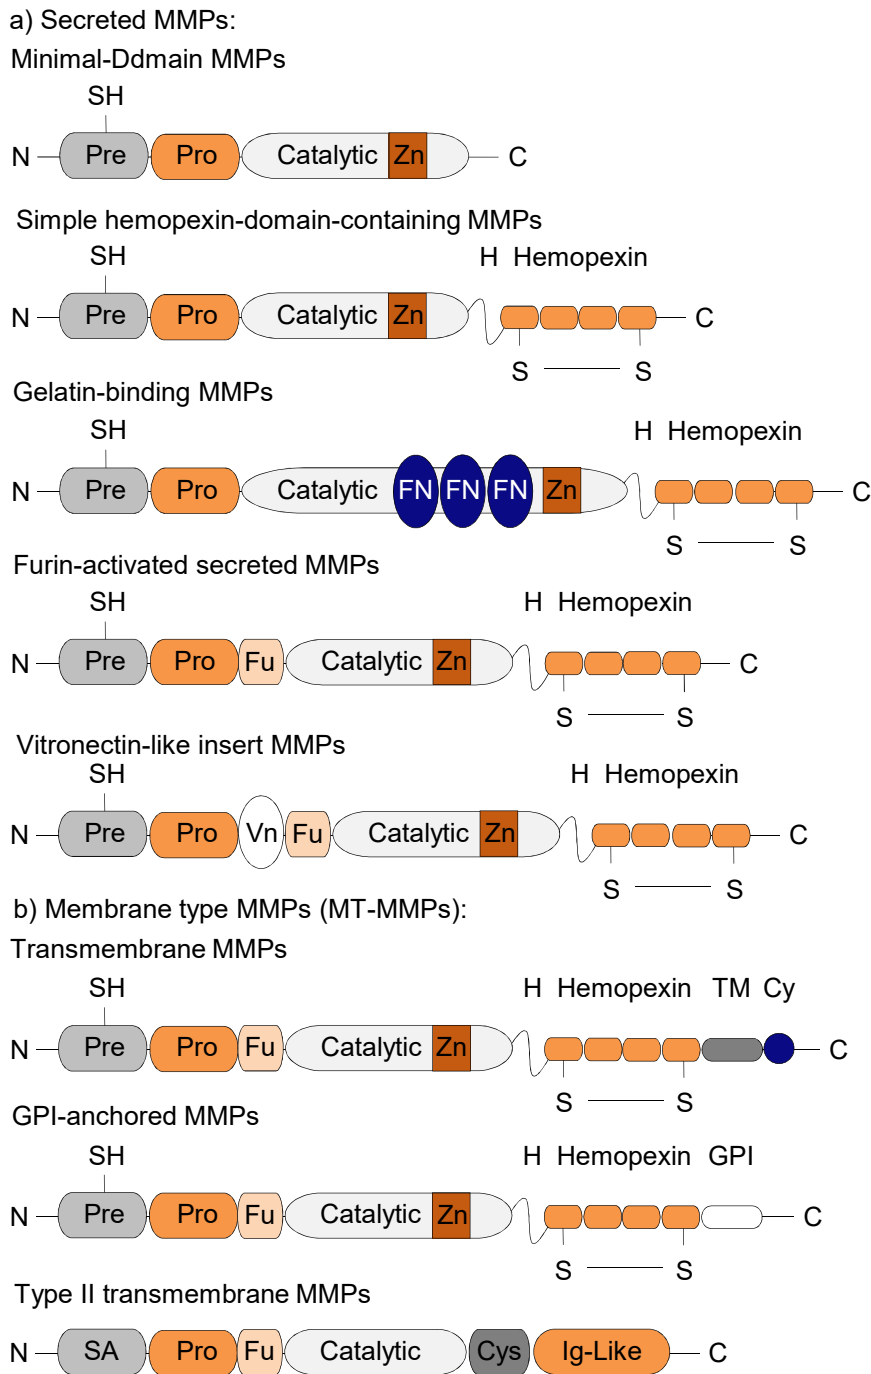 a) Secreted MMPs:
Minimal-Ddmain MMPs
SH
N Pre Pro Catalytic Zn C
Simple hemopexin-domain-containing MMPs
SH H Hemopexin
N Pre Pro Catalytic Zn C
S S
Gelatin-binding MMPs
SH H Hemopexin
N Pre Pro Catalytic FN FN FN Zn C
S S
Furin-activated secreted MMPs
SH H Hemopexin
N Pre Pro Fu Catalytic Zn C
S S
Vitronectin-like insert MMPs
SH H Hemopexin
N Pre Pro Vn Fu Catalytic Zn C
S S
b) Membrane type MMPs (MT-MMPs):
Transmembrane MMPs
SH H Hemopexin TM Cy
N Pre Pro Fu Catalytic Zn C
S S
GPI-anchored MMPs
SH H Hemopexin GPI
N Pre Pro Fu Catalytic Zn C
S S
Type II transmembrane MMPs
N SA Pro Fu Catalytic Cys Ig-Like C